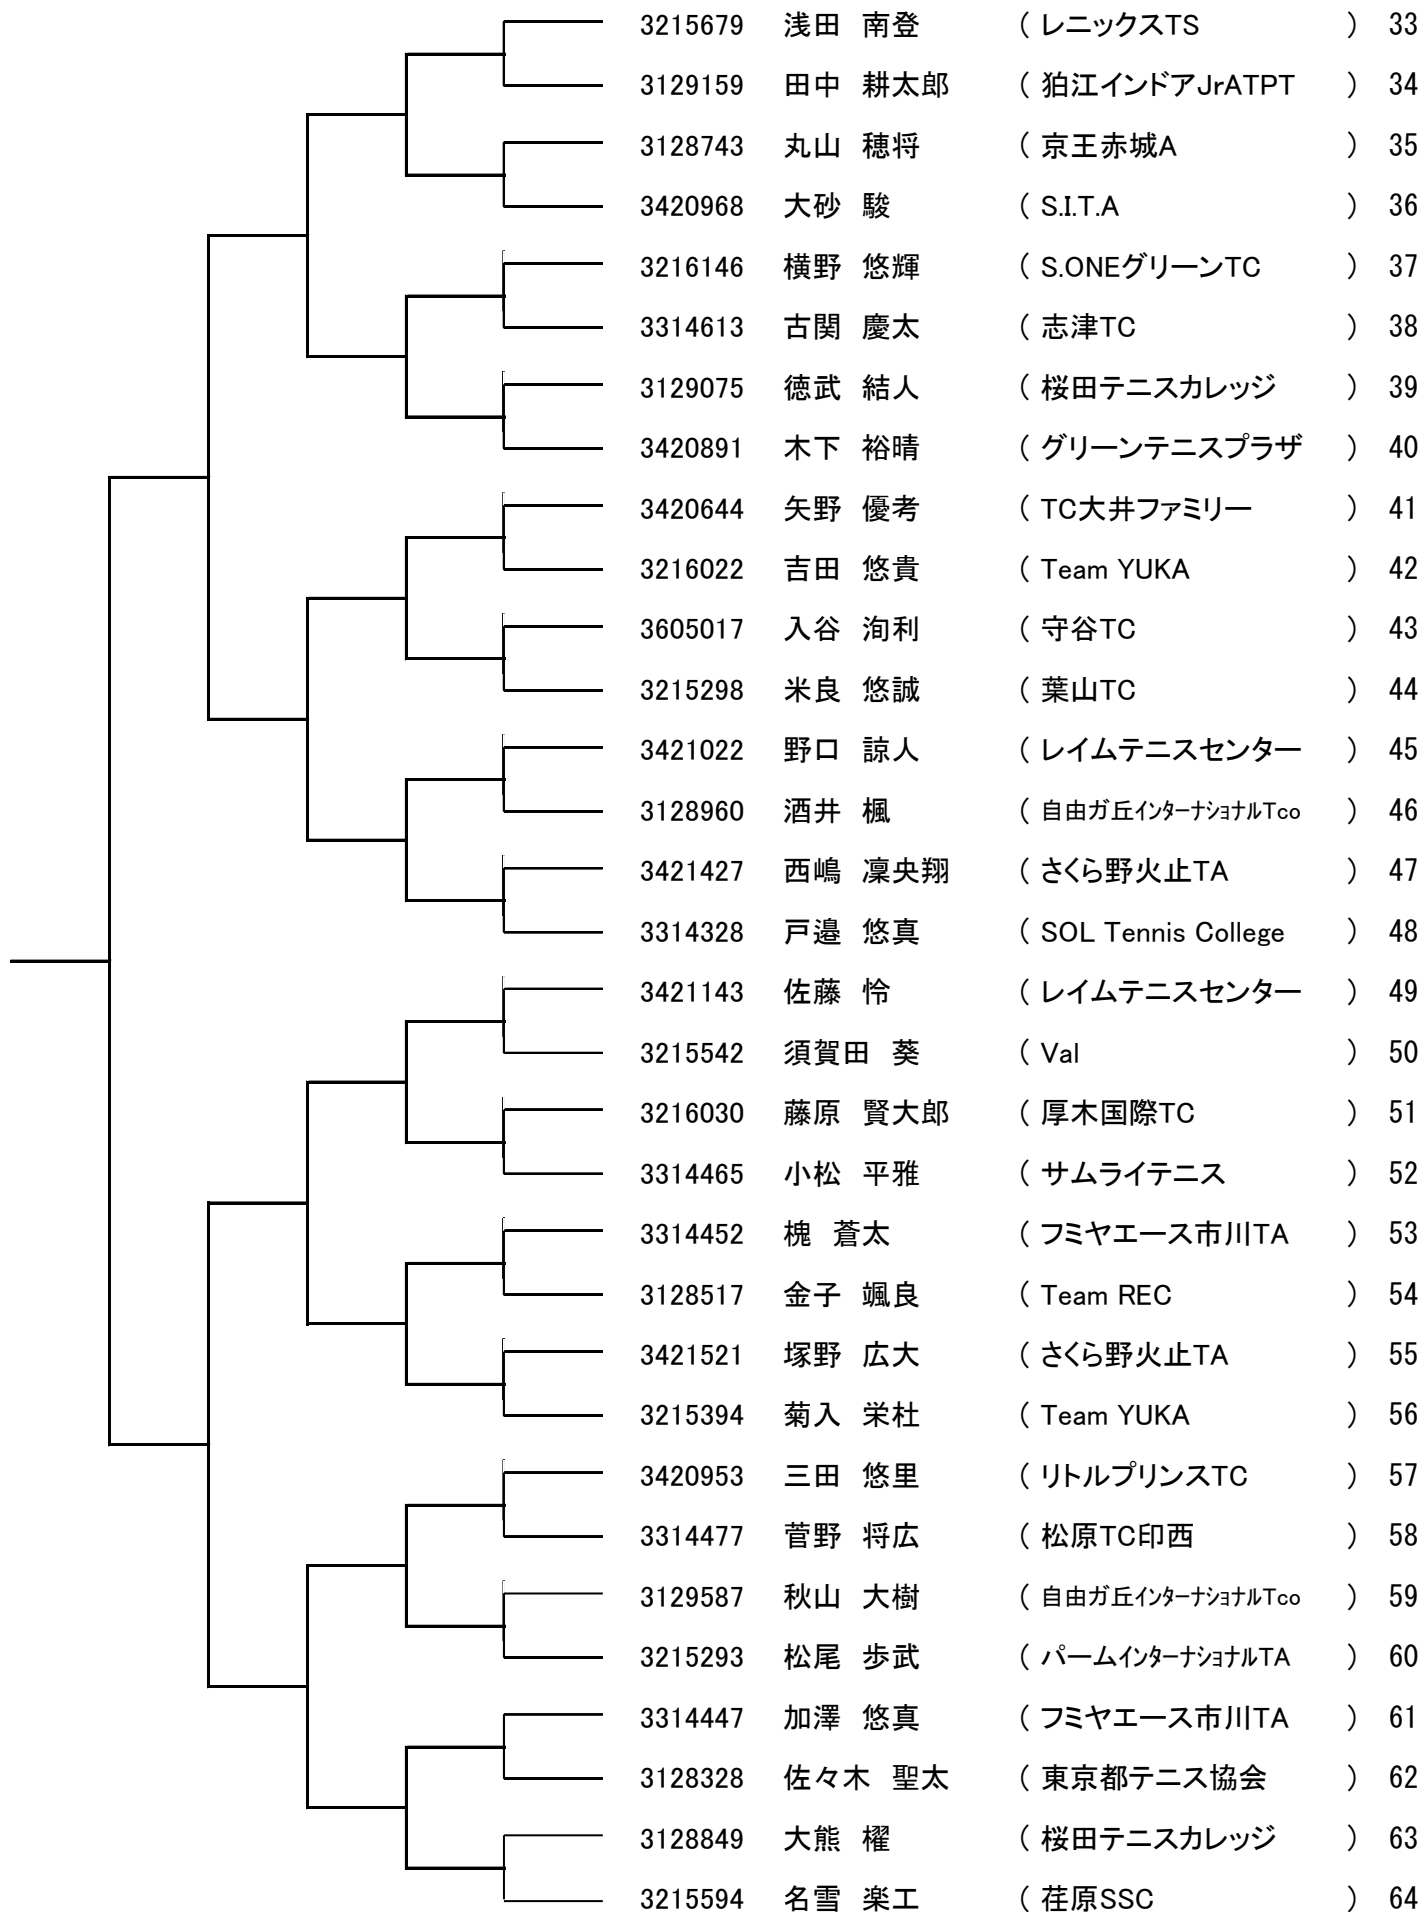 3215679 浅田 南登 ( レニックスTS ) 33
3129159 田中 耕太郎 ( 狛江インドアJrATPT ) 34
3128743 丸山 穂将 ( 京王赤城A ) 35
3420968 大砂 駿 ( S.I.T.A ) 36
3216146 横野 悠輝 ( S.ONEグリーンTC ) 37
3314613 古関 慶太 ( 志津TC ) 38
3129075 徳武 結人 ( 桜田テニスカレッジ ) 39
3420891 木下 裕晴 ( グリーンテニスプラザ ) 40
3420644 矢野 優考 ( TC大井ファミリー ) 41
3216022 吉田 悠貴 ( Team YUKA ) 42
3605017 入谷 洵利 ( 守谷TC ) 43
3215298 米良 悠誠 ( 葉山TC ) 44
3421022 野口 諒人 ( レイムテニスセンター ) 45
3128960 酒井 楓 ( 自由ガ丘インターナショナルTco ) 46
3421427 西嶋 凜央翔 ( さくら野火止TA ) 47
3314328 戸邉 悠真 ( SOL Tennis College ) 48
3421143 佐藤 怜 ( レイムテニスセンター ) 49
3215542 須賀田 葵 ( Val ) 50
3216030 藤原 賢大郎 ( 厚木国際TC ) 51
3314465 小松 平雅 ( サムライテニス ) 52
3314452 槐 蒼太 ( フミヤエース市川TA ) 53
3128517 金子 颯良 ( Team REC ) 54
3421521 塚野 広大 ( さくら野火止TA ) 55
3215394 菊入 栄杜 ( Team YUKA ) 56
3420953 三田 悠里 ( リトルプリンスTC ) 57
3314477 菅野 将広 ( 松原TC印西 ) 58
3129587 秋山 大樹 ( 自由ガ丘インターナショナルTco ) 59
3215293 松尾 歩武 ( パームインターナショナルTA ) 60
3314447 加澤 悠真 ( フミヤエース市川TA ) 61
3128328 佐々木 聖太 ( 東京都テニス協会 ) 62
3128849 大熊 櫂 ( 桜田テニスカレッジ ) 63
3215594 名雪 楽工 ( 荏原SSC ) 64